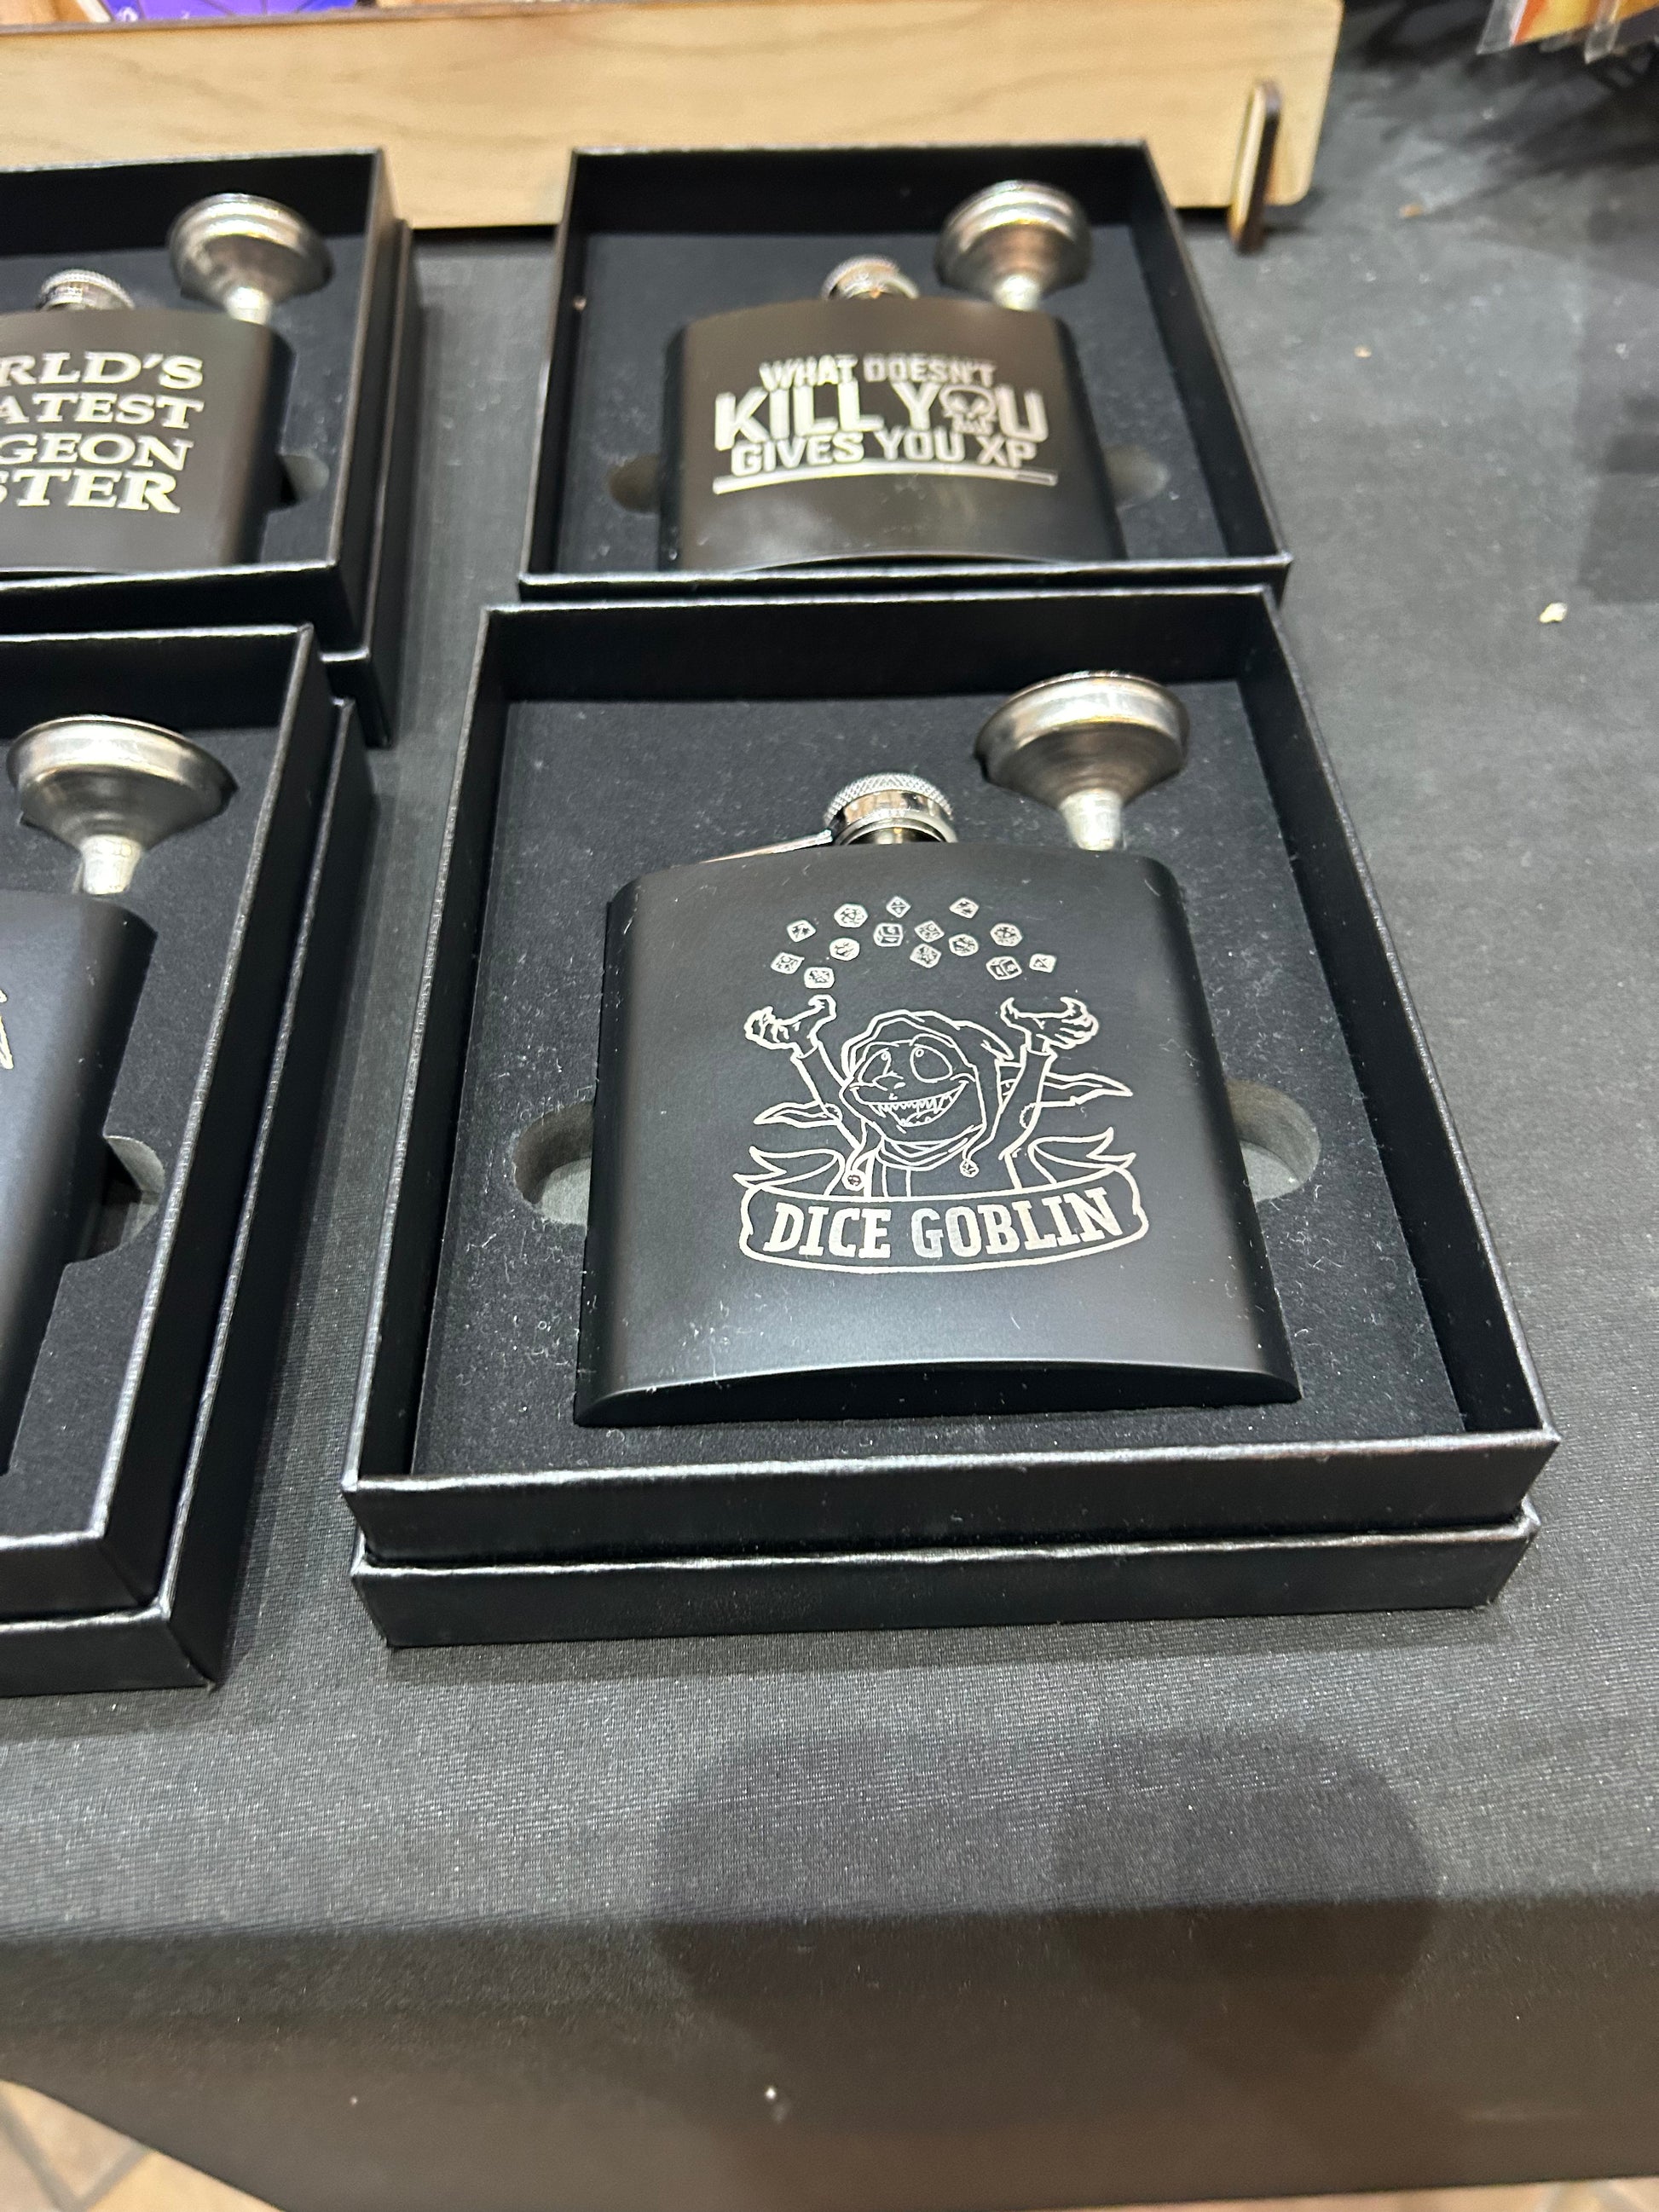 RLD'S
ATEST
GEON
STER
WHAT DOESN'T
KILL YOU
GIVES YOU XP
DICE GOBLIN